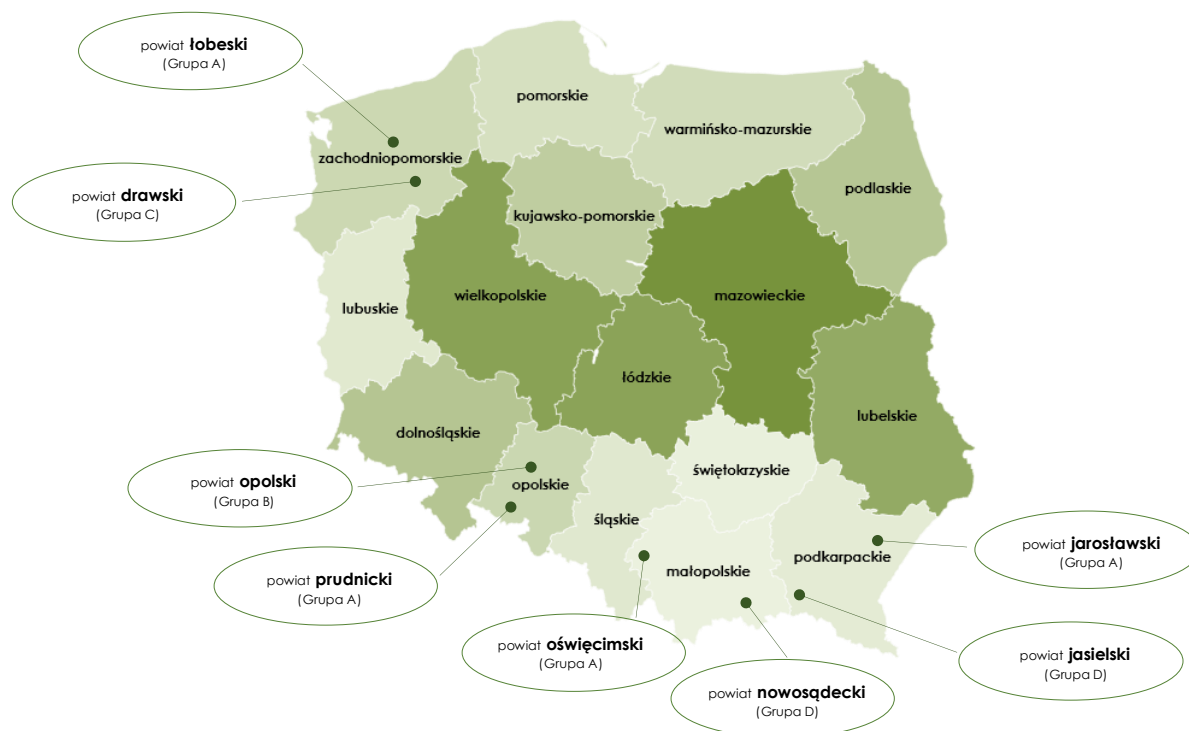 powiat łobeski
(Grupa A)
pomorskie
warmińsko-mazurskie
zachodniopomorskie
podlaskie
powiat drawski
(Grupa C)
kujawsko-pomorskie
wielkopolskie
mazowieckie
lubuskie
łódzkie
lubelskie
dolnośląskie
świętokrzyskie
powiat opolski
(Grupa B)
opolskie
śląskie
powiat jarosławski
(Grupa A)
podkarpackie
małopolskie
powiat prudnicki
(Grupa A)
powiat oświęcimski
(Grupa A)
powiat jasielski
(Grupa D)
powiat nowosądecki
(Grupa D)